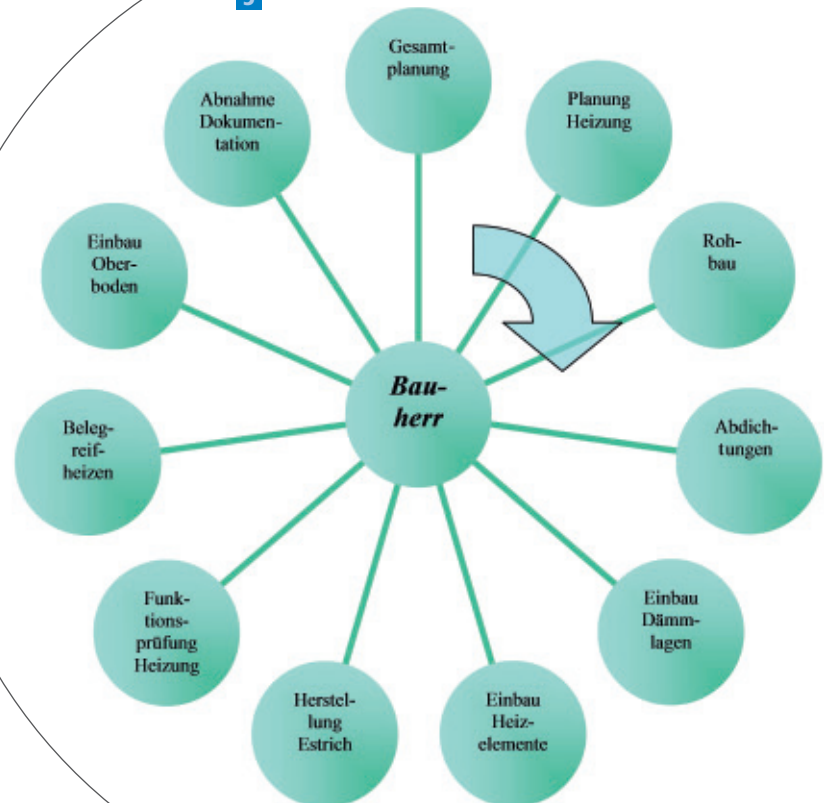 Gesamt-
planung
Planung
Heizung
Roh-
bau
Abdich-
tungen
Einbau
Dämm-
lagen
Einbau
Heiz-
elemente
Herstel-
lung
Estrich
Funk-
tions-
prüfung
Heizung
Beleg-
reif-
heizen
Einbau
Ober-
boden
Abnahme
Dokumen-
tation
Bau-
herr